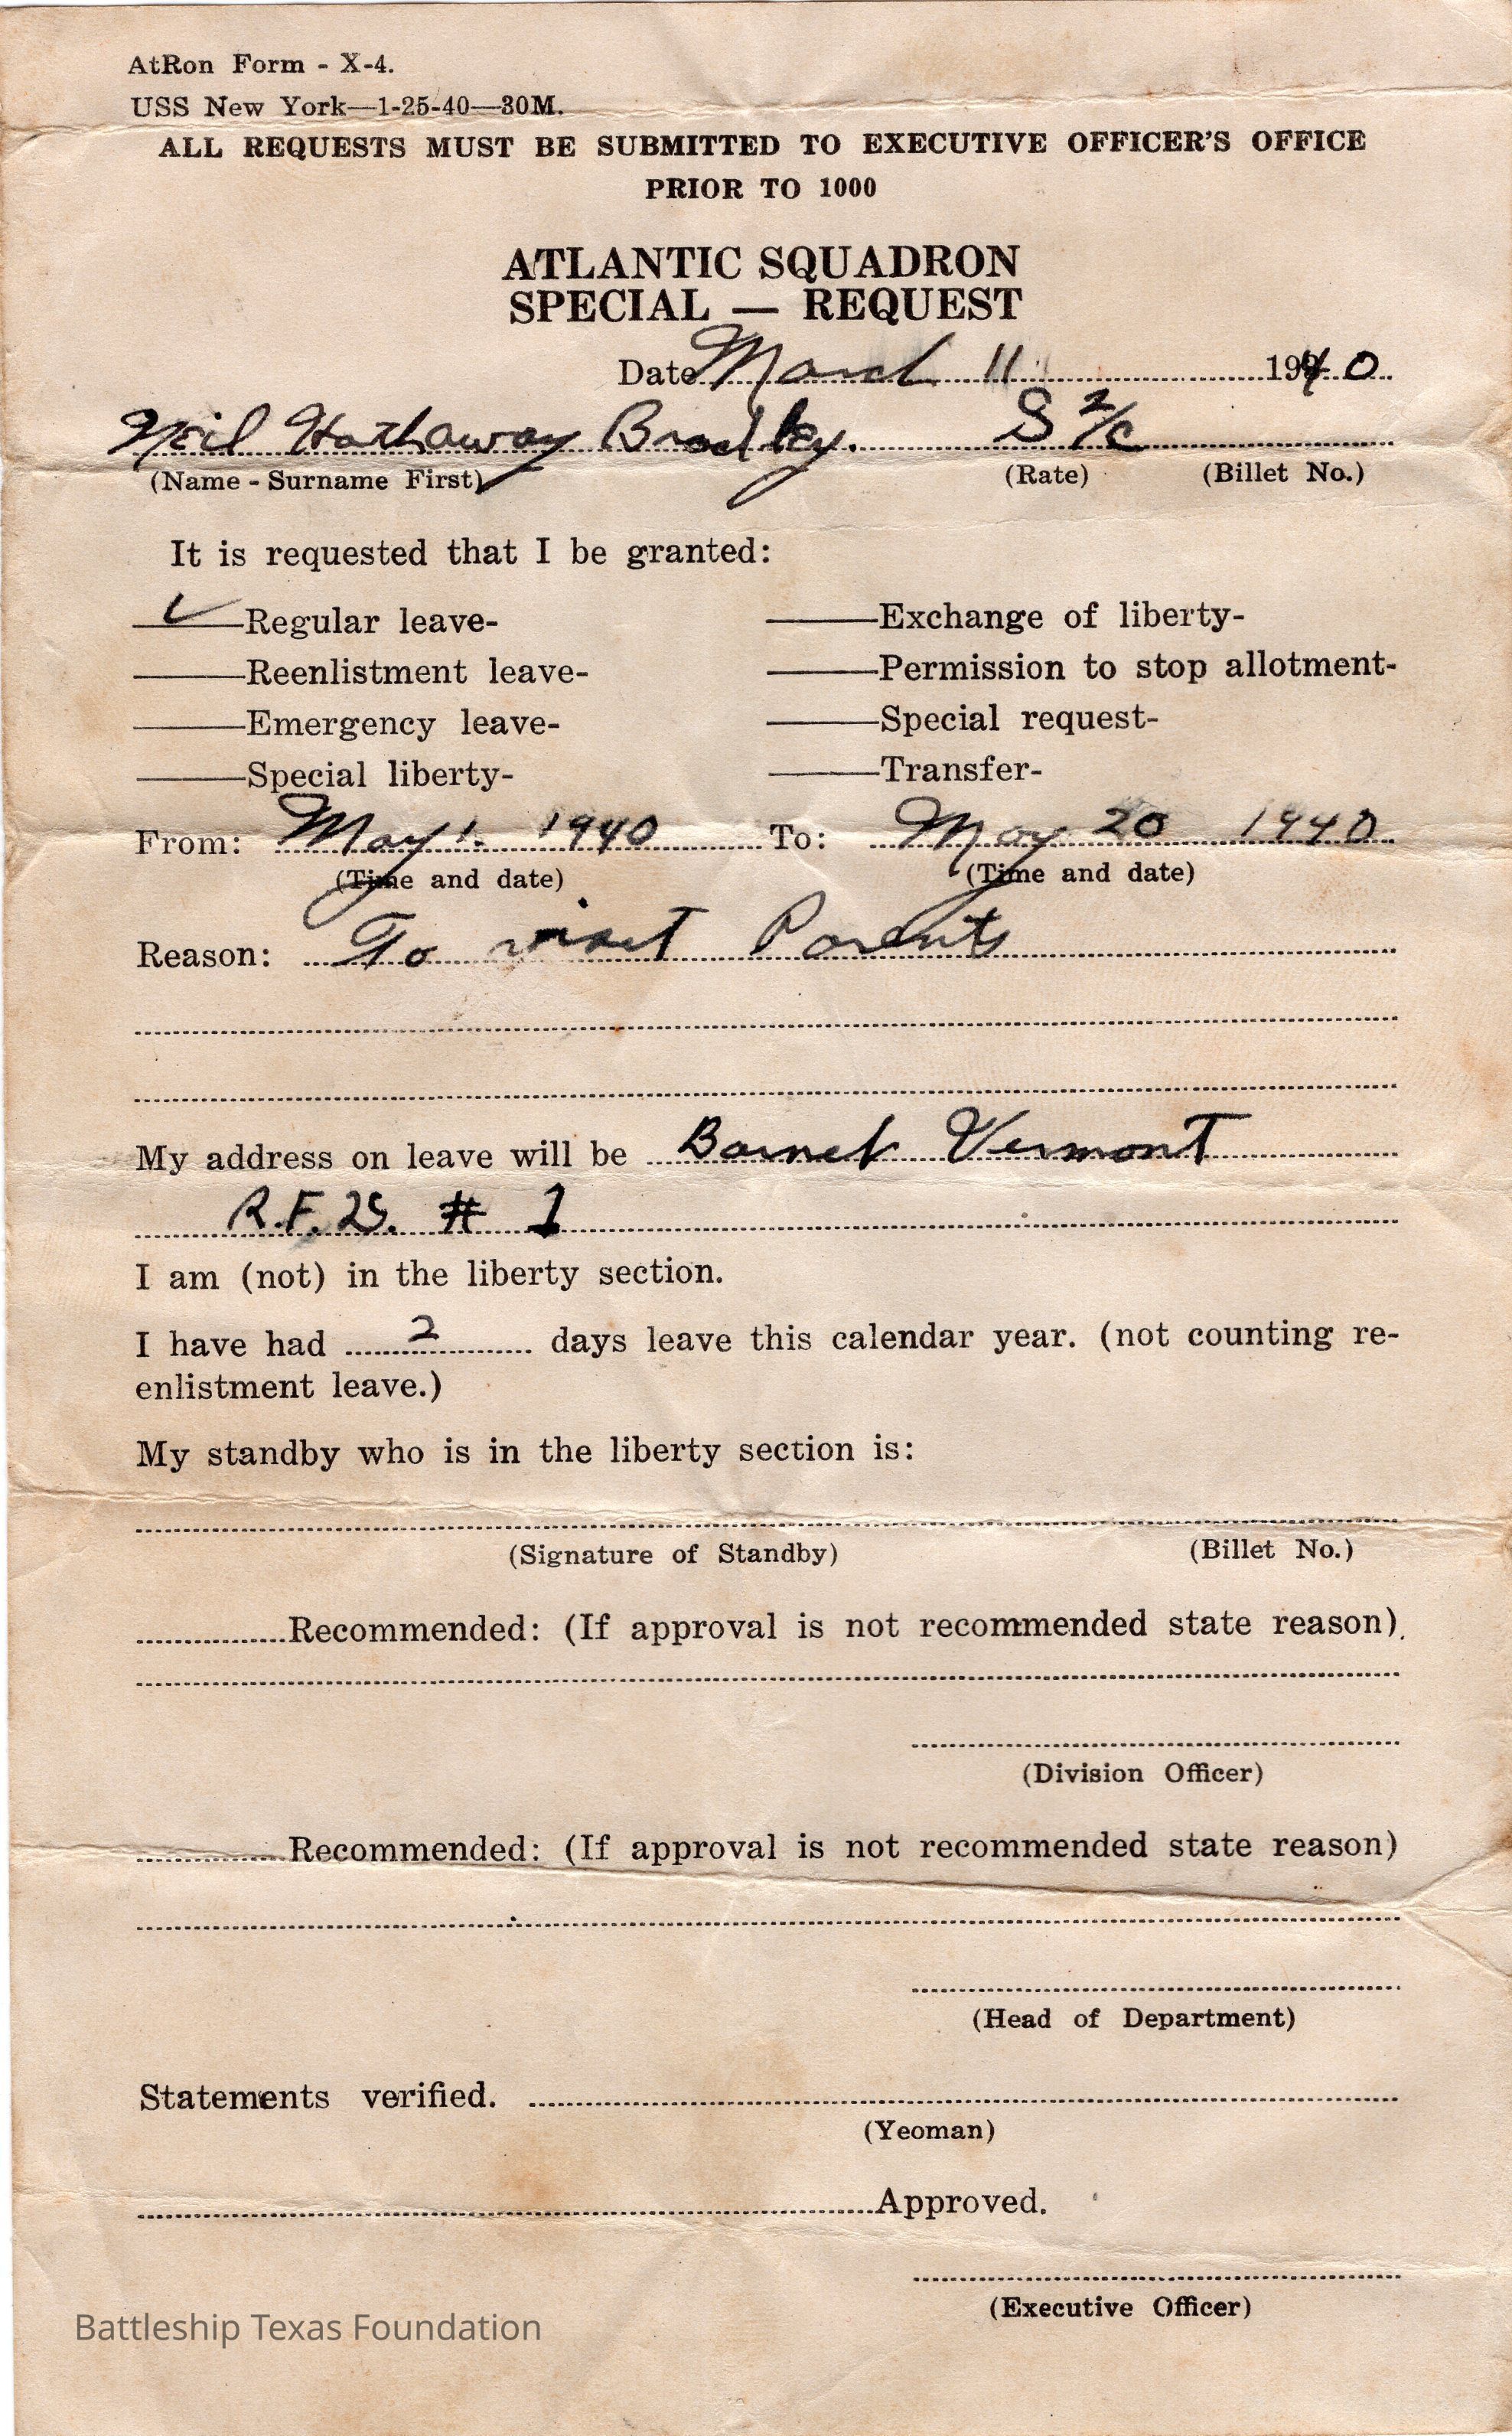 AtRon Form - X-4.
USS New York—1-25-40—30M.
ALL REQUESTS MUST BE SUBMITTED TO EXECUTIVE OFFICER'S OFFICE
PRIOR TO 1000
ATLANTIC SQUADRON
SPECIAL — REQUEST
Date March 11 1940
Neil Hathaway Bradley. S 2/c
(Name - Surname First) (Rate) (Billet No.)
It is requested that I be granted:
✓ Regular leave- Exchange of liberty-
Reenlistment leave- Permission to stop allotment-
Emergency leave- Special request-
Special liberty- Transfer-
From: May 1. 1940 To: May 20 1940
(Time and date) (Time and date)
Reason: To visit Parents
My address on leave will be Barnet Vermont
R.F.D. # 1
I am (not) in the liberty section.
I have had 2 days leave this calendar year. (not counting re-
enlistment leave.)
My standby who is in the liberty section is:
(Signature of Standby) (Billet No.)
Recommended: (If approval is not recommended state reason).
(Division Officer)
Recommended: (If approval is not recommended state reason)
(Head of Department)
Statements verified.
(Yeoman)
Approved.
(Executive Officer)
Battleship Texas Foundation